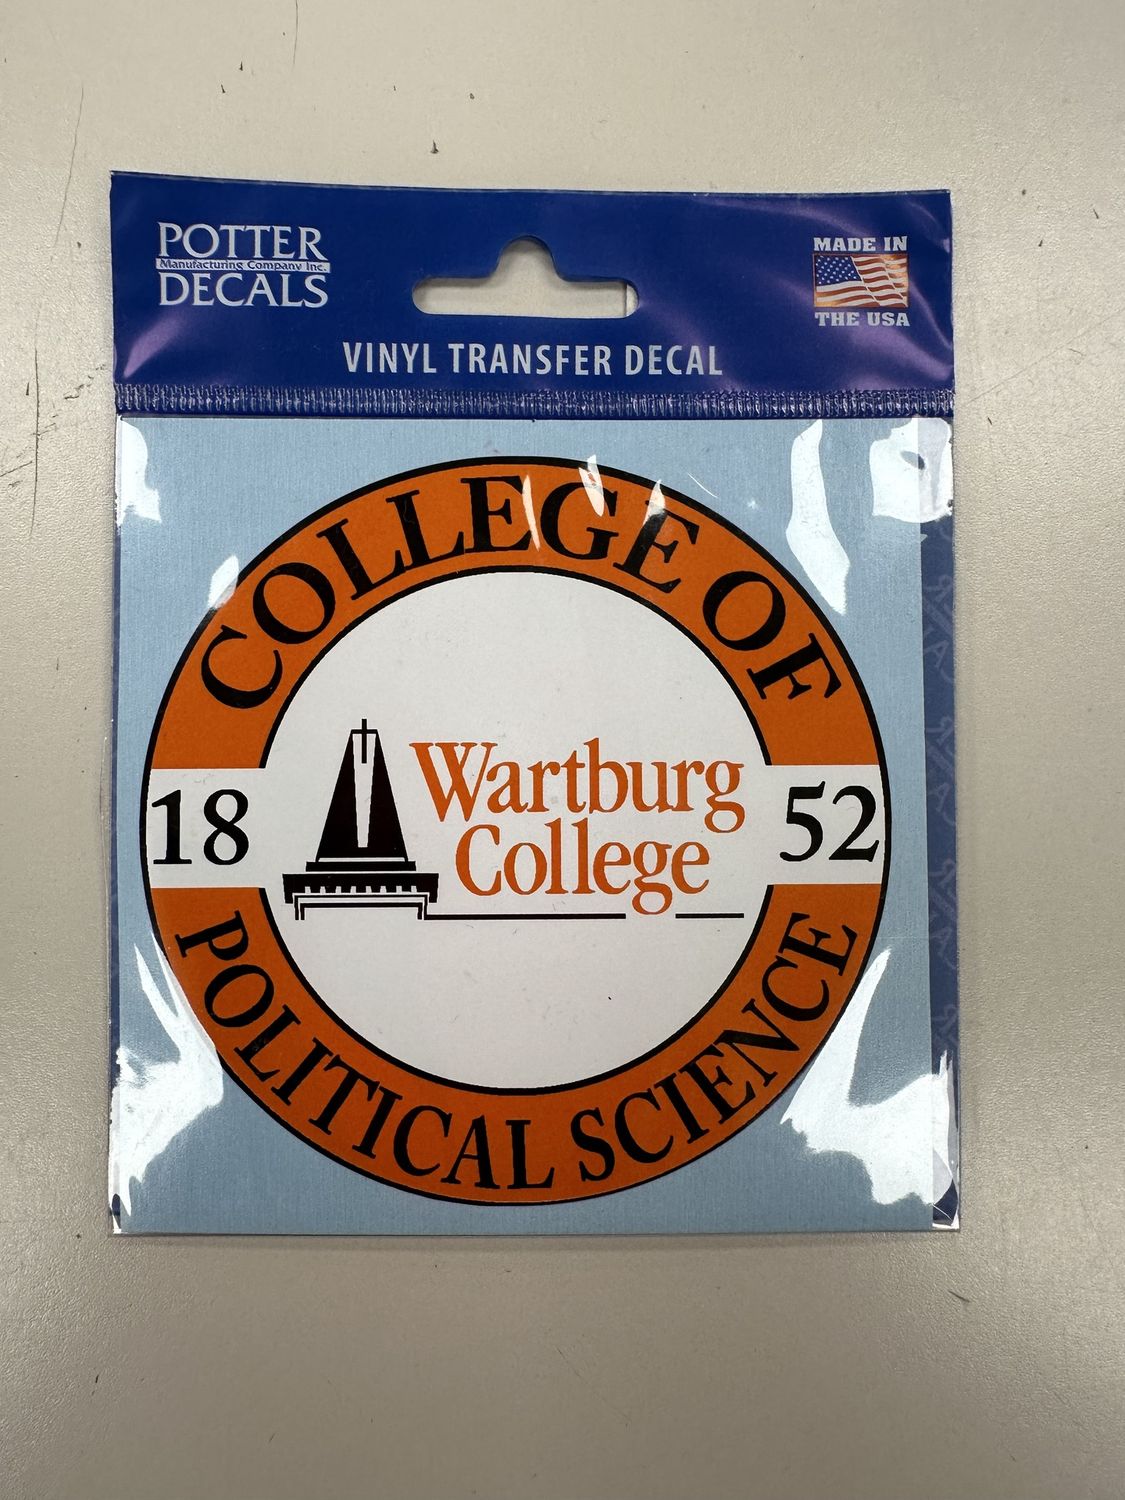 POTTER
Manufacturing Company Inc.
DECALS
MADE IN
THE USA
VINYL TRANSFER DECAL
COLLEGE OF
18
52
Wartburg
College
POLITICAL SCIENCE